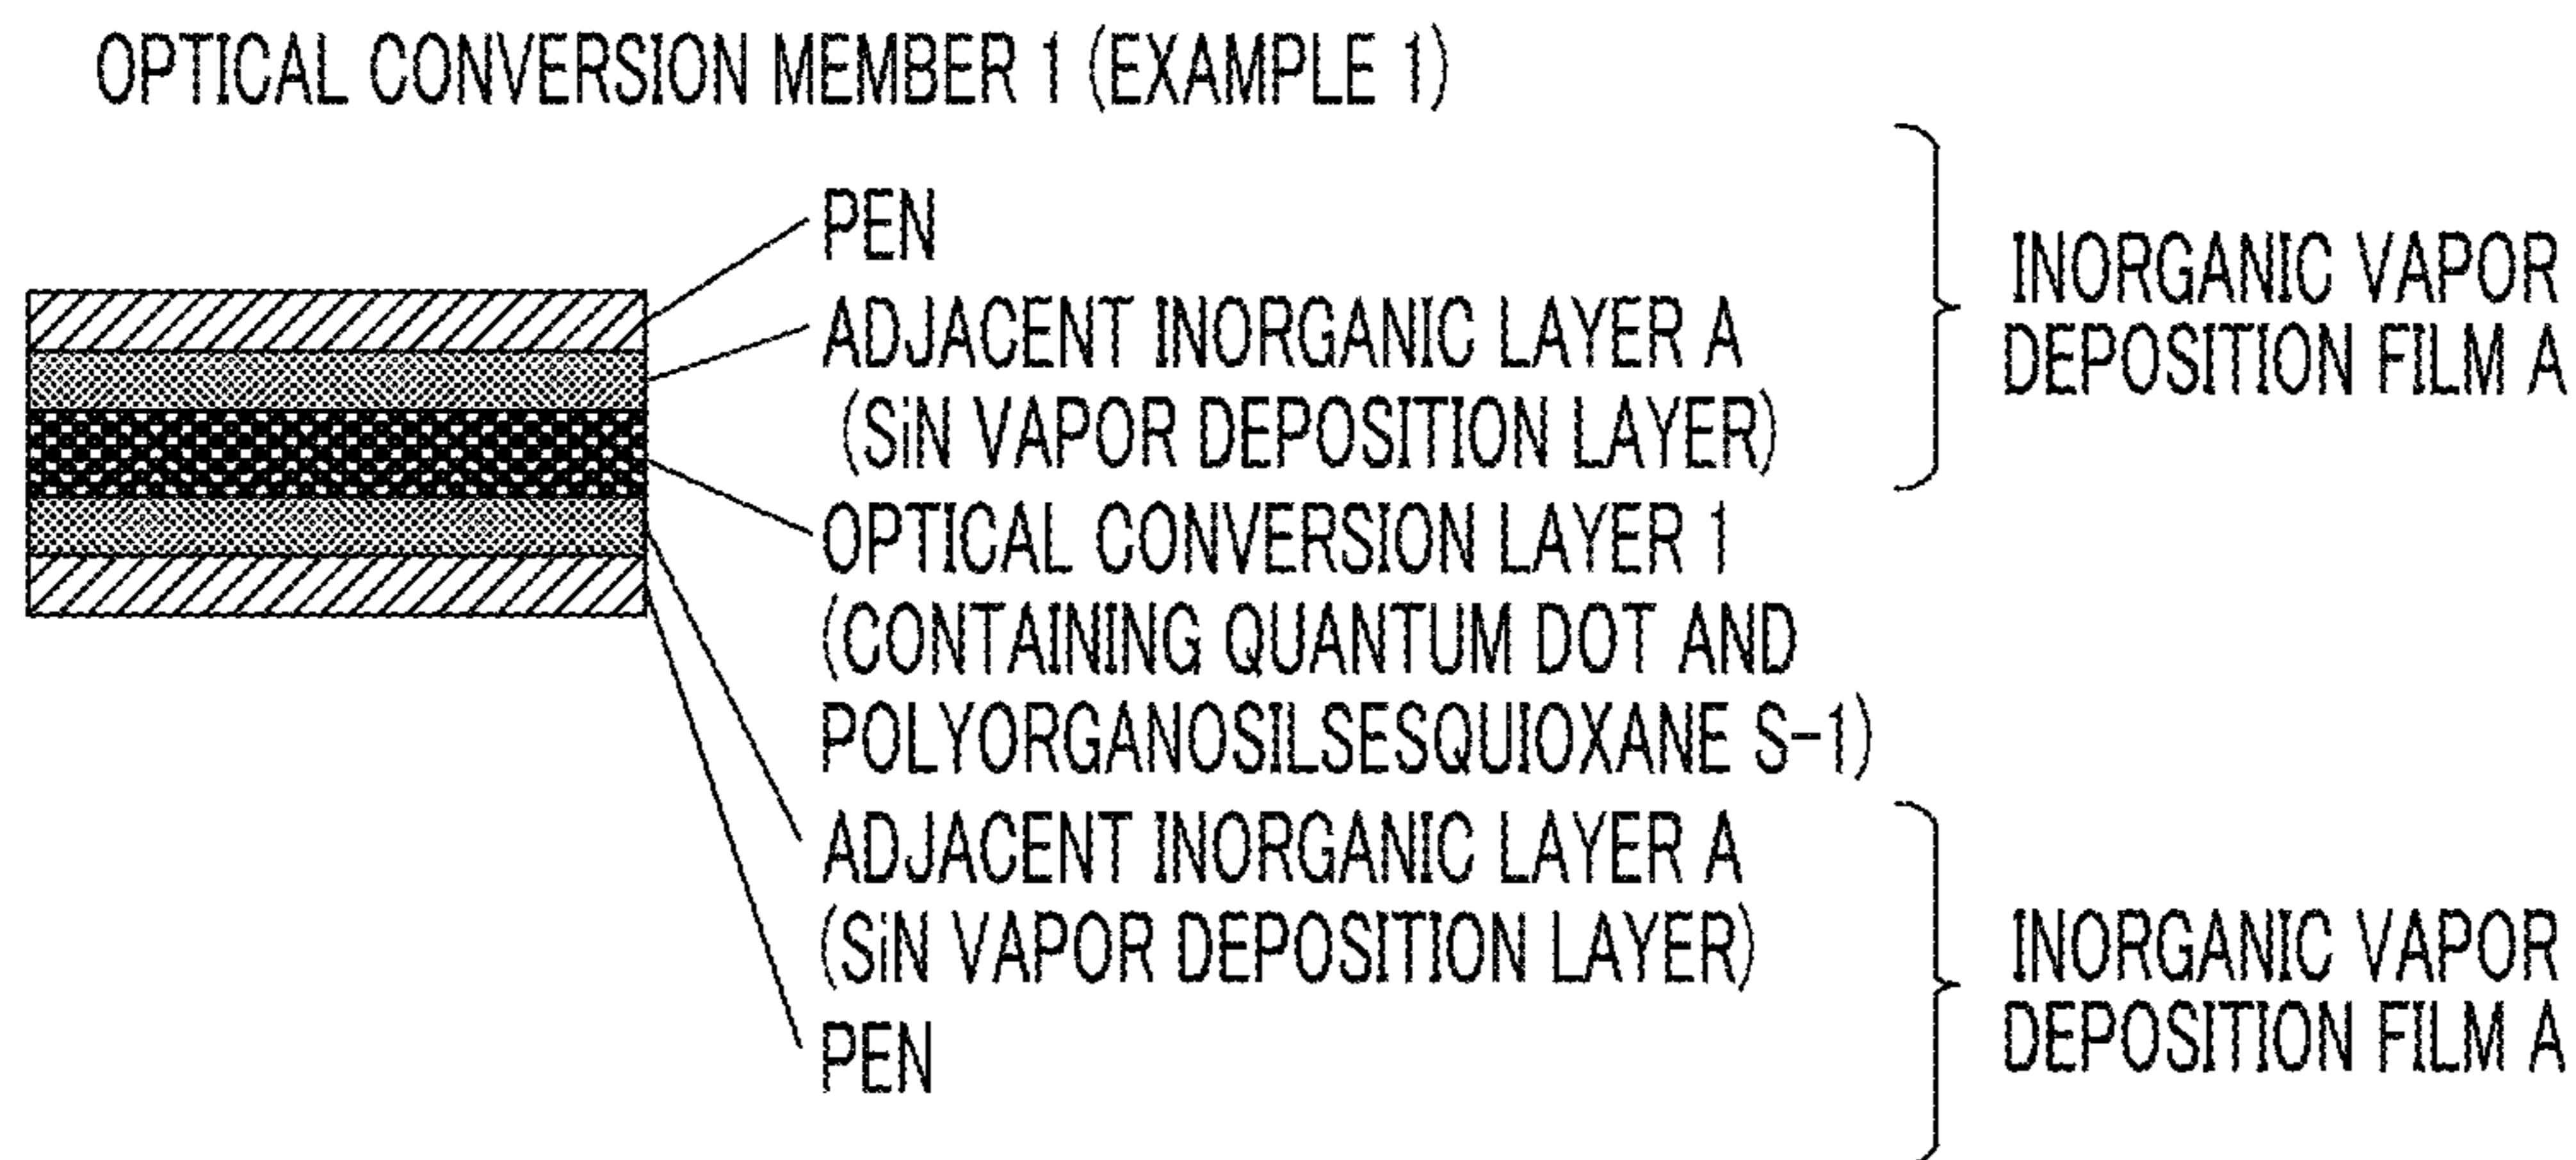 OPTICAL CONVERSION MEMBER 1 (EXAMPLE 1)
PEN
ADJACENT INORGANIC LAYER A
(SiN VAPOR DEPOSITION LAYER)
INORGANIC VAPOR
DEPOSITION FILM A
OPTICAL CONVERSION LAYER 1
(CONTAINING QUANTUM DOT AND
POLYORGANOSILSESQUIOXANE S-1)
ADJACENT INORGANIC LAYER A
(SiN VAPOR DEPOSITION LAYER)
PEN
INORGANIC VAPOR
DEPOSITION FILM A